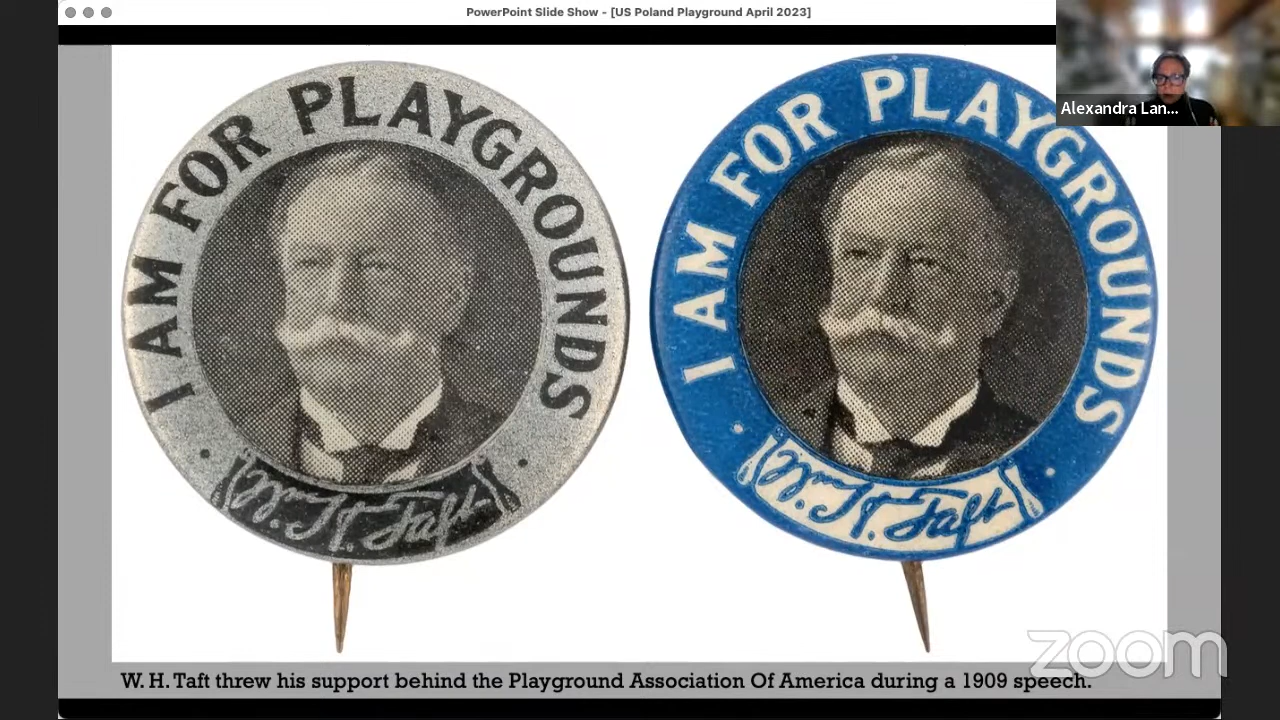 PowerPoint Slide Show - [US Poland Playground April 2023]
Alexandra Lan...
I AM FOR PLAYGROUNDS
Wm. H. Taft
I AM FOR PLAYGROUNDS
Wm. H. Taft
zoom
W. H. Taft threw his support behind the Playground Association Of America during a 1909 speech.